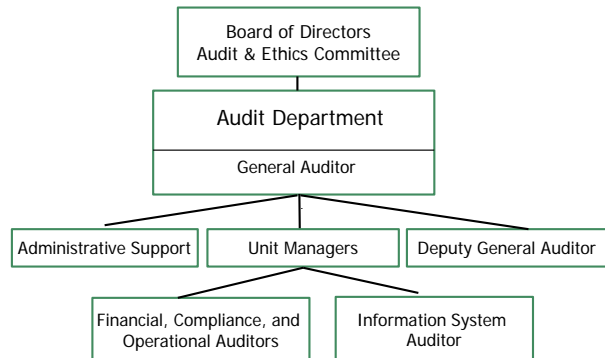 Board of Directors
Audit & Ethics Committee
Audit Department
General Auditor
Administrative Support
Unit Managers
Deputy General Auditor
Financial, Compliance, and
Operational Auditors
Information System
Auditor